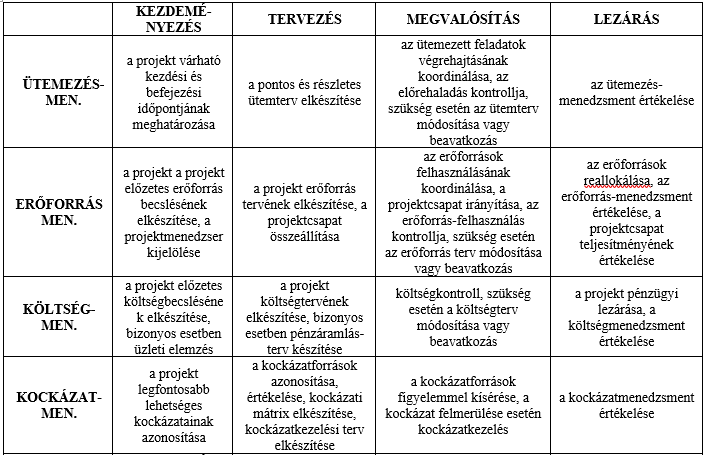 KEZDEMÉ-
NYEZÉS
TERVEZÉS
MEGVALÓSÍTÁS
LEZÁRÁS
ÜTEMEZÉS-
MEN.
a projekt várható
kezdési és
befejezési
időpontjának
meghatározása
a pontos és részletes
ütemterv elkészítése
az ütemezett feladatok
végrehajtásának
koordinálása, az
előrehaladás kontrollja,
szükség esetén az ütemterv
módosítása vagy
beavatkozás
az ütemezés-
menedzsment értékelése
ERŐFORRÁS
MEN.
a projekt a projekt
előzetes erőforrás
becslésének
elkészítése, a
projektmenedzser
kijelölése
a projekt erőforrás
tervének elkészítése, a
projektcsapat
összeállítása
az erőforrások
felhasználásának
koordinálása, a
projektcsapat irányítása, az
erőforrás-felhasználás
kontrollja, szükség esetén
az erőforrás terv módosítása
vagy beavatkozás
az erőforrások
reallokálása, az
erőforrás-menedzsment
értékelése, a
projektcsapat
teljesítményének
értékelése
KÖLTSÉG-
MEN.
a projekt előzetes
költségbecslésének
k elkészítése,
bizonyos esetben
üzleti elemzés
a projekt
költségtervének
elkészítése, bizonyos
esetben pénzáramlás-
terv készítése
költségkontroll, szükség
esetén a költségterv
módosítása vagy
beavatkozás
a projekt pénzügyi
lezárása, a
költségmenedzsment
értékelése
KOCKÁZAT-
MEN.
a projekt
legfontosabb
lehetséges
kockázatainak
azonosítása
a kockázatforrások
azonosítása,
értékelése, kockázati
mátrix elkészítése,
kockázatkezelési terv
elkészítése
a kockázatforrások
figyelemmel kísérése, a
kockázat felmerülése esetén
kockázatkezelés
a kockázatmenedzsment
értékelése